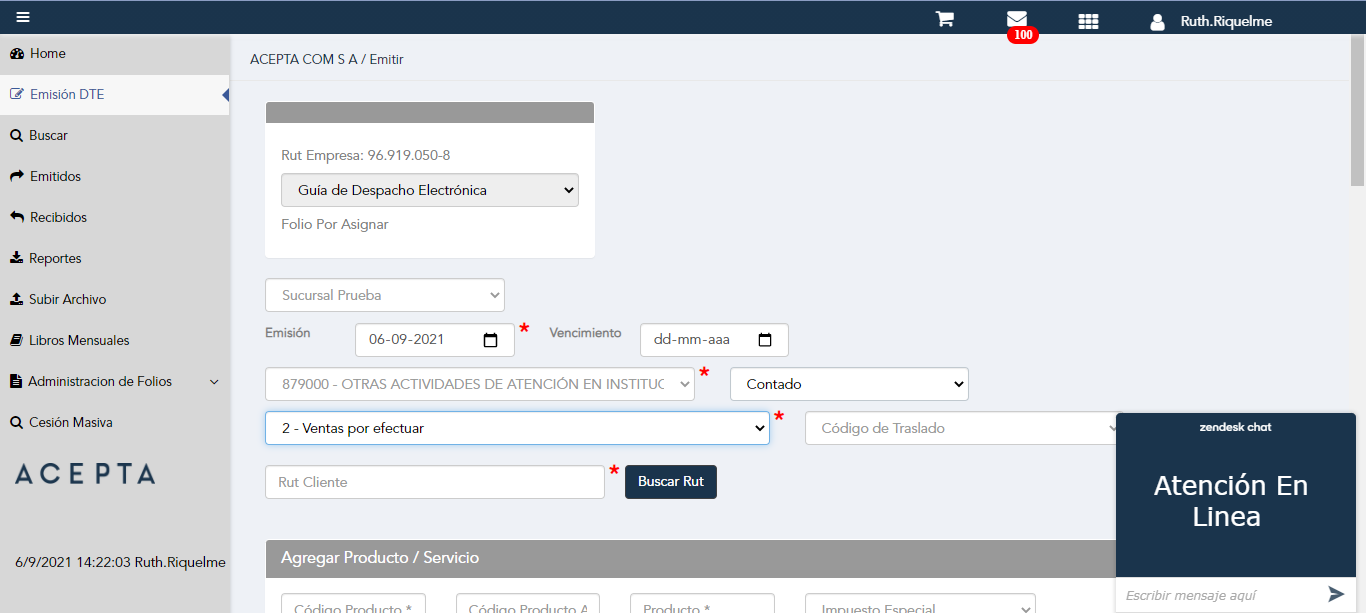 100
Ruth.Riquelme
Home
Emisión DTE
Buscar
Emitidos
Recibidos
Reportes
Subir Archivo
Libros Mensuales
Administracion de Folios
Cesión Masiva
ACEPTA
6/9/2021 14:22:03 Ruth.Riquelme
ACEPTA COM S A / Emitir
Rut Empresa: 96.919.050-8
Guía de Despacho Electrónica
Folio Por Asignar
Sucursal Prueba
Emisión 06-09-2021 * Vencimiento dd-mm-aaa
879000 - OTRAS ACTIVIDADES DE ATENCIÓN EN INSTITUC * Contado
2 - Ventas por efectuar * Código de Traslado
Rut Cliente * Buscar Rut
Agregar Producto / Servicio
Código Producto * Código Producto A Producto * Impuesto Especial
zendesk chat
Atención En
Linea
Escribir mensaje aquí